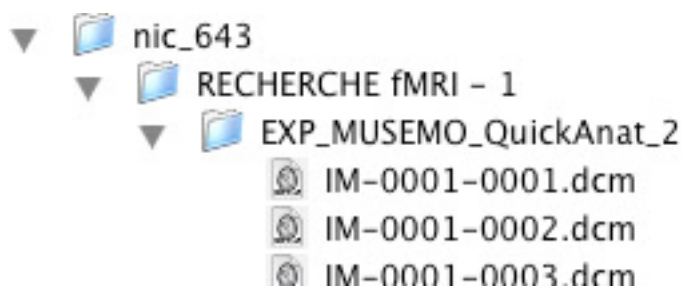 nic_643
RECHERCHE fMRI - 1
EXP_MUSEMO_QuickAnat_2
IM-0001-0001.dcm
IM-0001-0002.dcm
IM-0001-0003.dcm